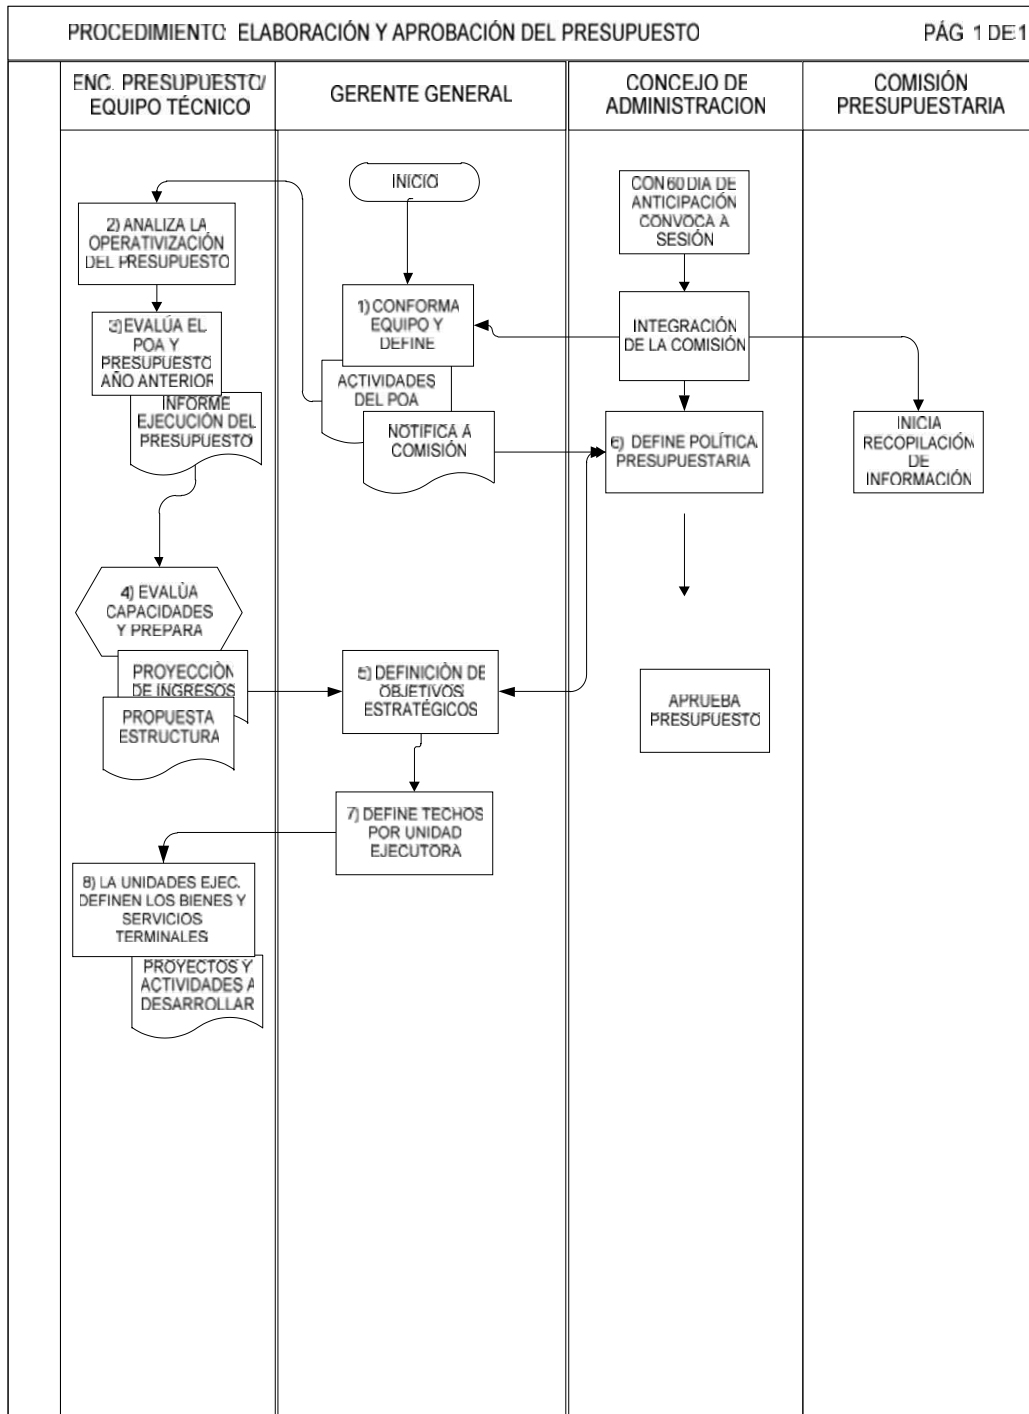 PROCEDIMIENTO: ELABORACIÓN Y APROBACIÓN DEL PRESUPUESTO
PÁG 1 DE 1
ENC. PRESUPUESTO/
EQUIPO TÉCNICO
GERENTE GENERAL
CONCEJO DE
ADMINISTRACION
COMISIÓN
PRESUPUESTARIA
INICIO
CON 60 DIA DE
ANTICIPACIÓN
CONVOCA A
SESIÓN
2) ANALIZA LA
OPERATIVIZACIÓN
DEL PRESUPUESTO
1) CONFORMA
EQUIPO Y
DEFINE
INTEGRACIÓN
DE LA COMISIÓN
3) EVALÚA EL
POA Y
PRESUPUESTO
AÑO ANTERIOR
ACTIVIDADES
DEL POA
INFORME
EJECUCIÓN DEL
PRESUPUESTO
NOTIFICA A
COMISIÓN
6) DEFINE POLÍTICA
PRESUPUESTARIA
INICIA
RECOPILACIÓN
DE
INFORMACIÓN
4) EVALÙA
CAPACIDADES
Y PREPARA
PROYECCIÒN
DE INGRESOS
PROPUESTA
ESTRUCTURA
5) DEFINICIÒN DE
OBJETIVOS
ESTRATÉGICOS
APRUEBA
PRESUPUESTO
7) DEFINE TECHOS
POR UNIDAD
EJECUTORA
8) LA UNIDADES EJEC.
DEFINEN LOS BIENES Y
SERVICIOS
TERMINALES
PROYECTOS Y
ACTIVIDADES A
DESARROLLAR